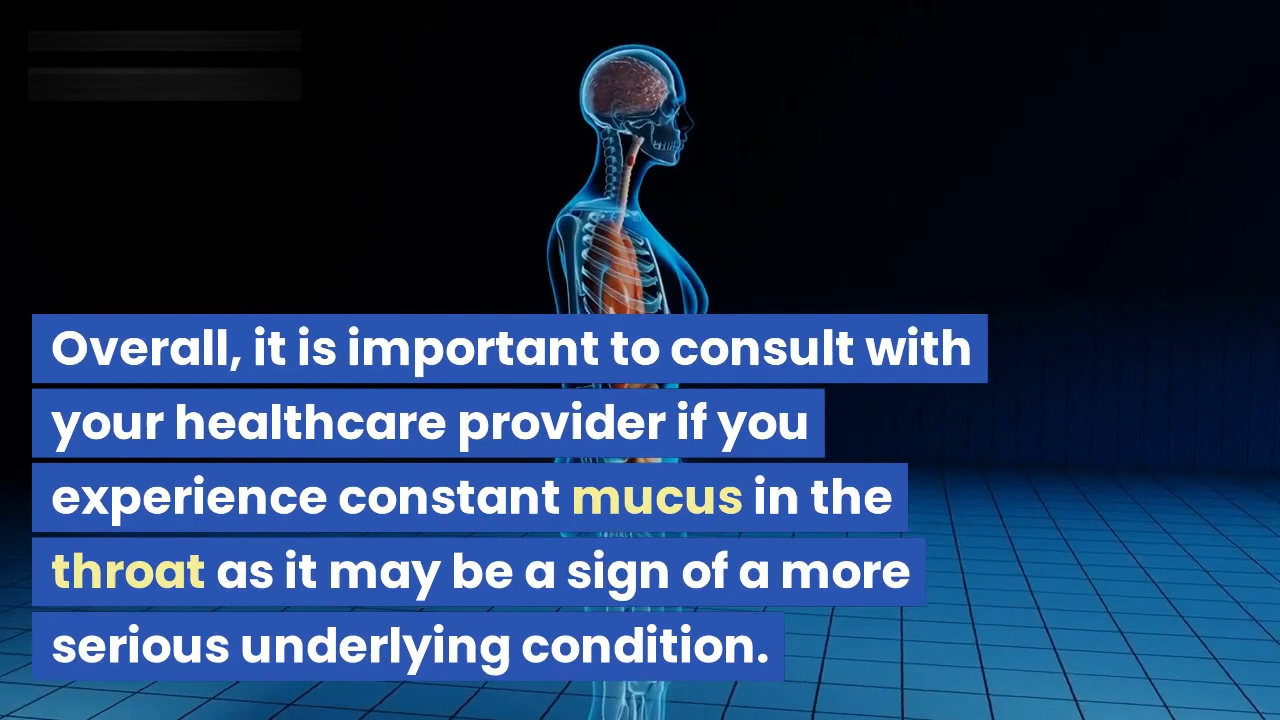 Overall, it is important to consult with
your healthcare provider if you
experience constant mucus in the
throat as it may be a sign of a more
serious underlying condition.